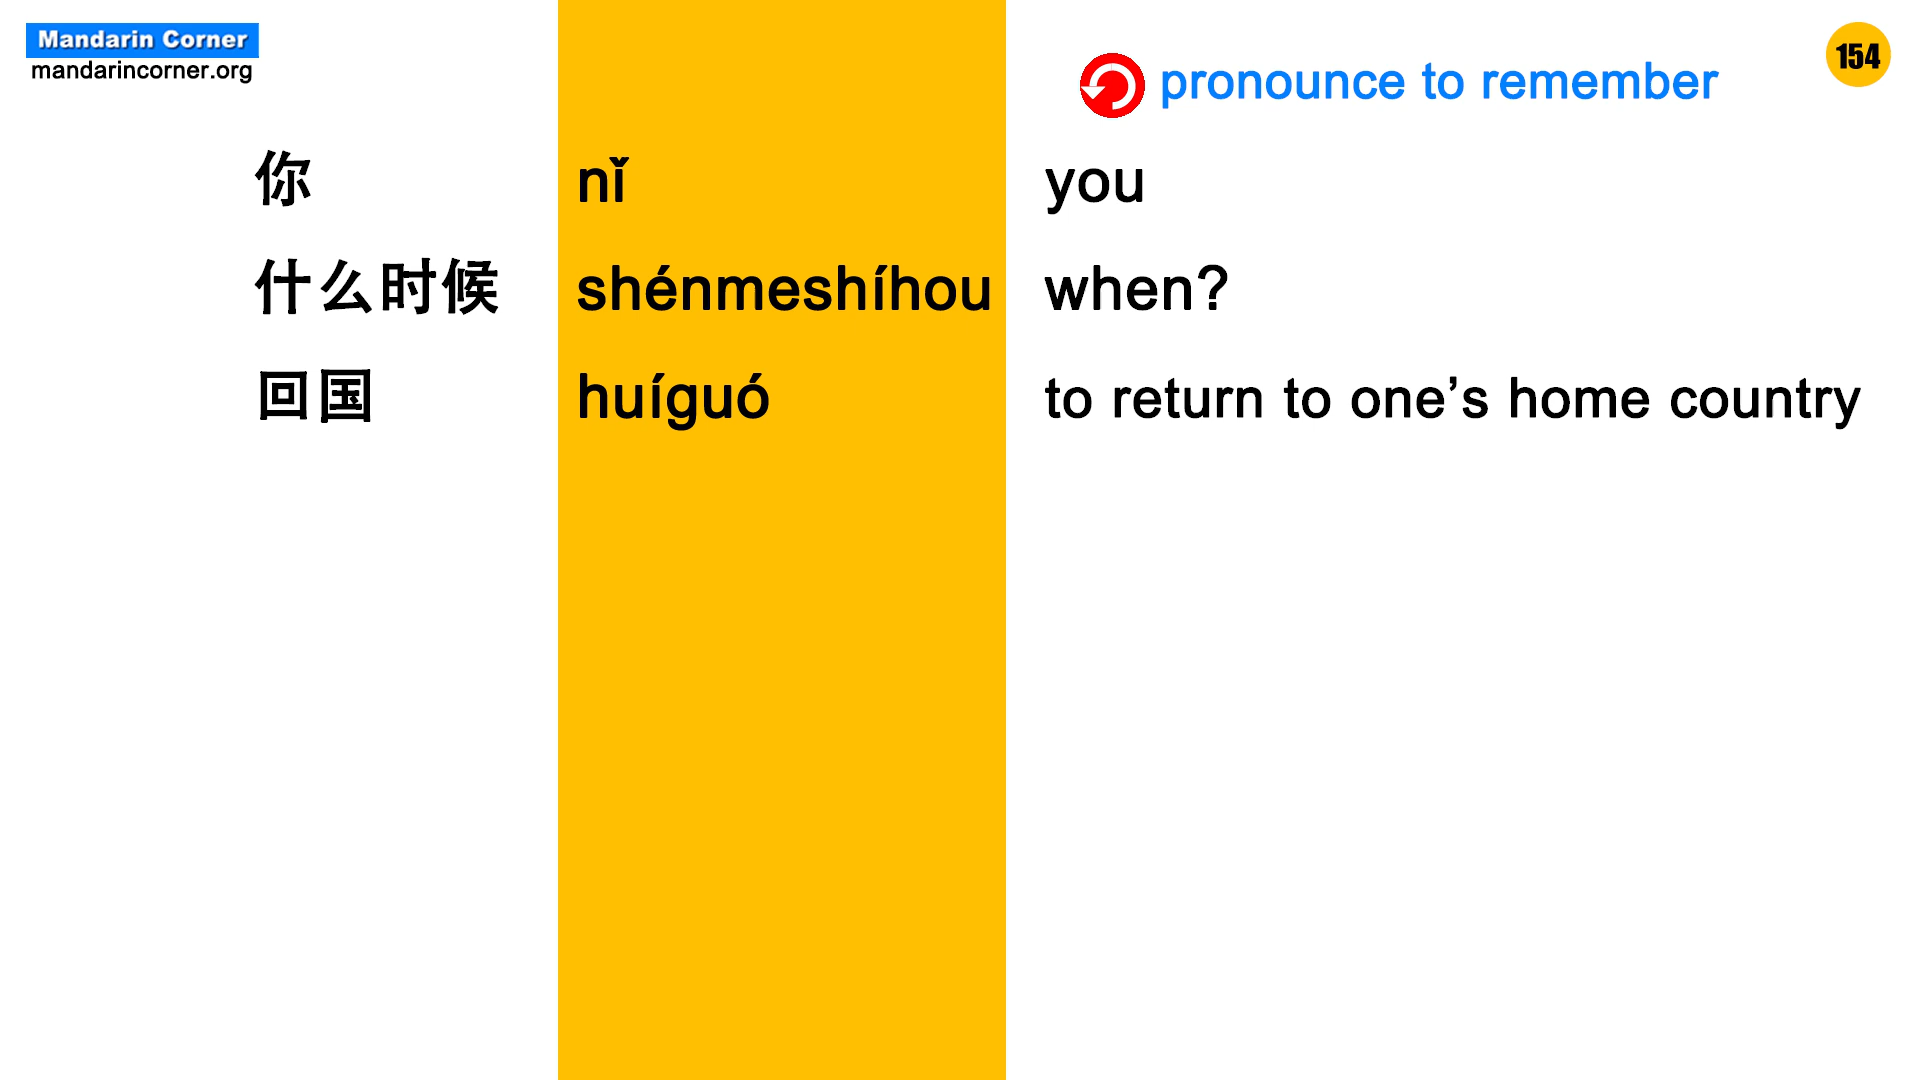 Mandarin Corner
mandarincorner.org
154
pronounce to remember
你 nǐ you
什么时候 shénmeshíhou when?
回国 huíguó to return to one’s home country